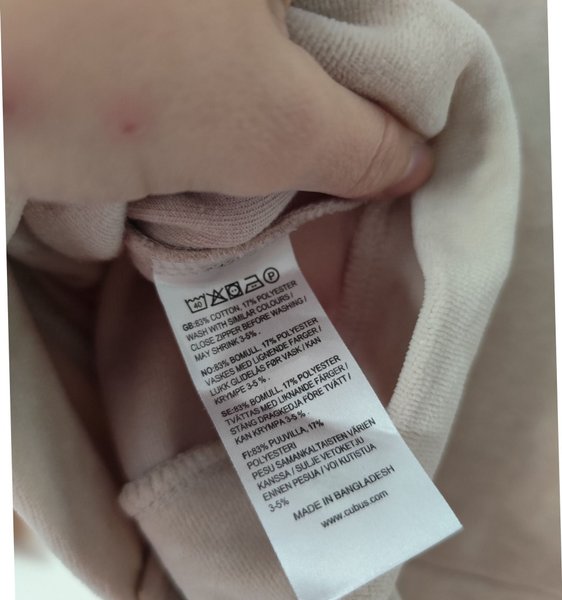 40 P
GB:83% COTTON, 17% POLYESTER
WASH WITH SIMILAR COLOURS /
CLOSE ZIPPER BEFORE WASHING /
MAY SHRINK 3-5% .
NO:83% BOMULL, 17% POLYESTER
VASKES MED LIGNENDE FARGER /
LUKK GLIDELÅS FØR VASK / KAN
KRYMPE 3-5 % .
SE:83% BOMULL, 17% POLYESTER
TVÄTTAS MED LIKNANDE FÄRGER /
STÄNG DRAGKEDJA FÖRE TVÄTT /
KAN KRYMPA 3-5 % .
FI:83% PUUVILLA, 17%
POLYESTERI
PESU SAMANKALTAISTEN VÄRIEN
KANSSA / SULJE VETOKETJU
ENNEN PESUA / VOI KUTISTUA
3-5%
MADE IN BANGLADESH
www.cubus.com